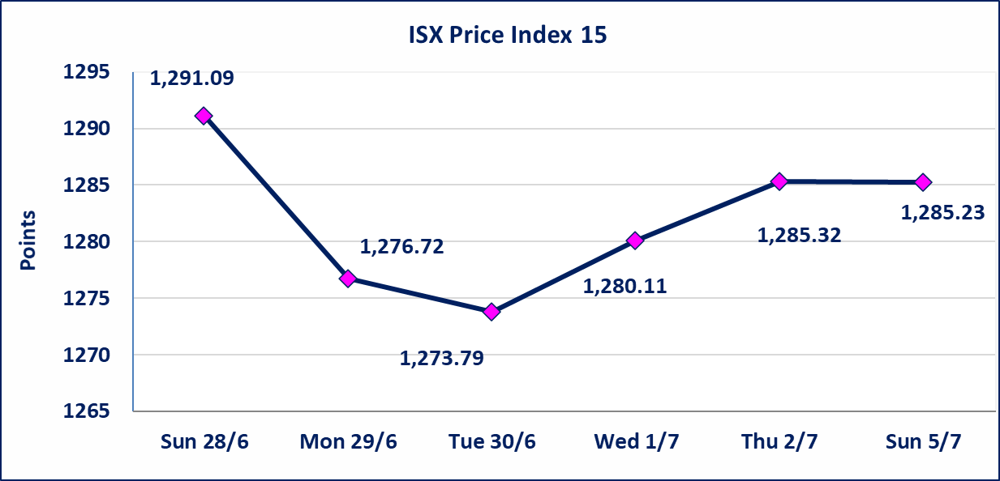 ISX Price Index 15
Points
1295
1290
1285
1280
1275
1270
1265
1,291.09
1,276.72
1,273.79
1,280.11
1,285.32
1,285.23
Sun 28/6
Mon 29/6
Tue 30/6
Wed 1/7
Thu 2/7
Sun 5/7